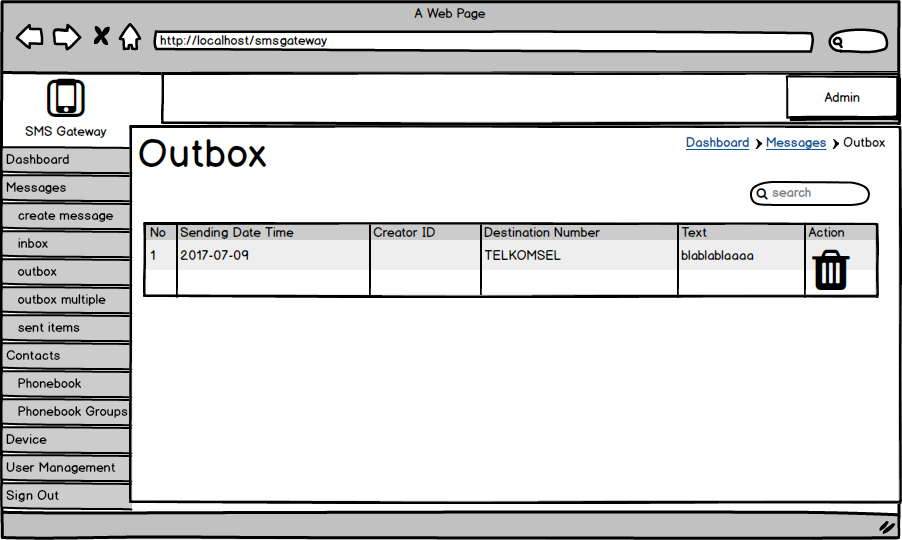 A Web Page
http://localhost/smsgateway
SMS Gateway
Admin
Dashboard
Messages
create message
inbox
outbox
outbox multiple
sent items
Contacts
Phonebook
Phonebook Groups
Device
User Management
Sign Out
Outbox
Dashboard > Messages > Outbox
search
No Sending Date Time Creator ID Destination Number Text Action
1 2017-07-09 TELKOMSEL blablablaaaa